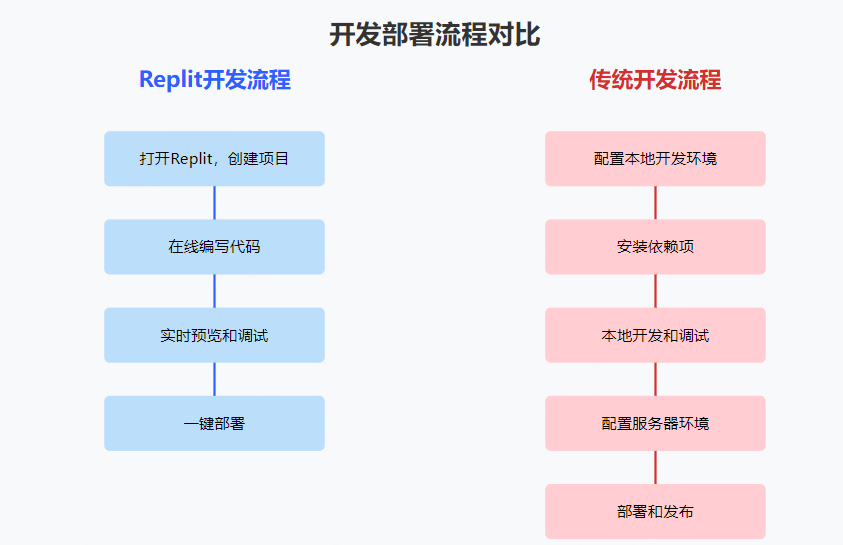 开发部署流程对比
Replit开发流程
打开Replit，创建项目
在线编写代码
实时预览和调试
一键部署
传统开发流程
配置本地开发环境
安装依赖项
本地开发和调试
配置服务器环境
部署和发布